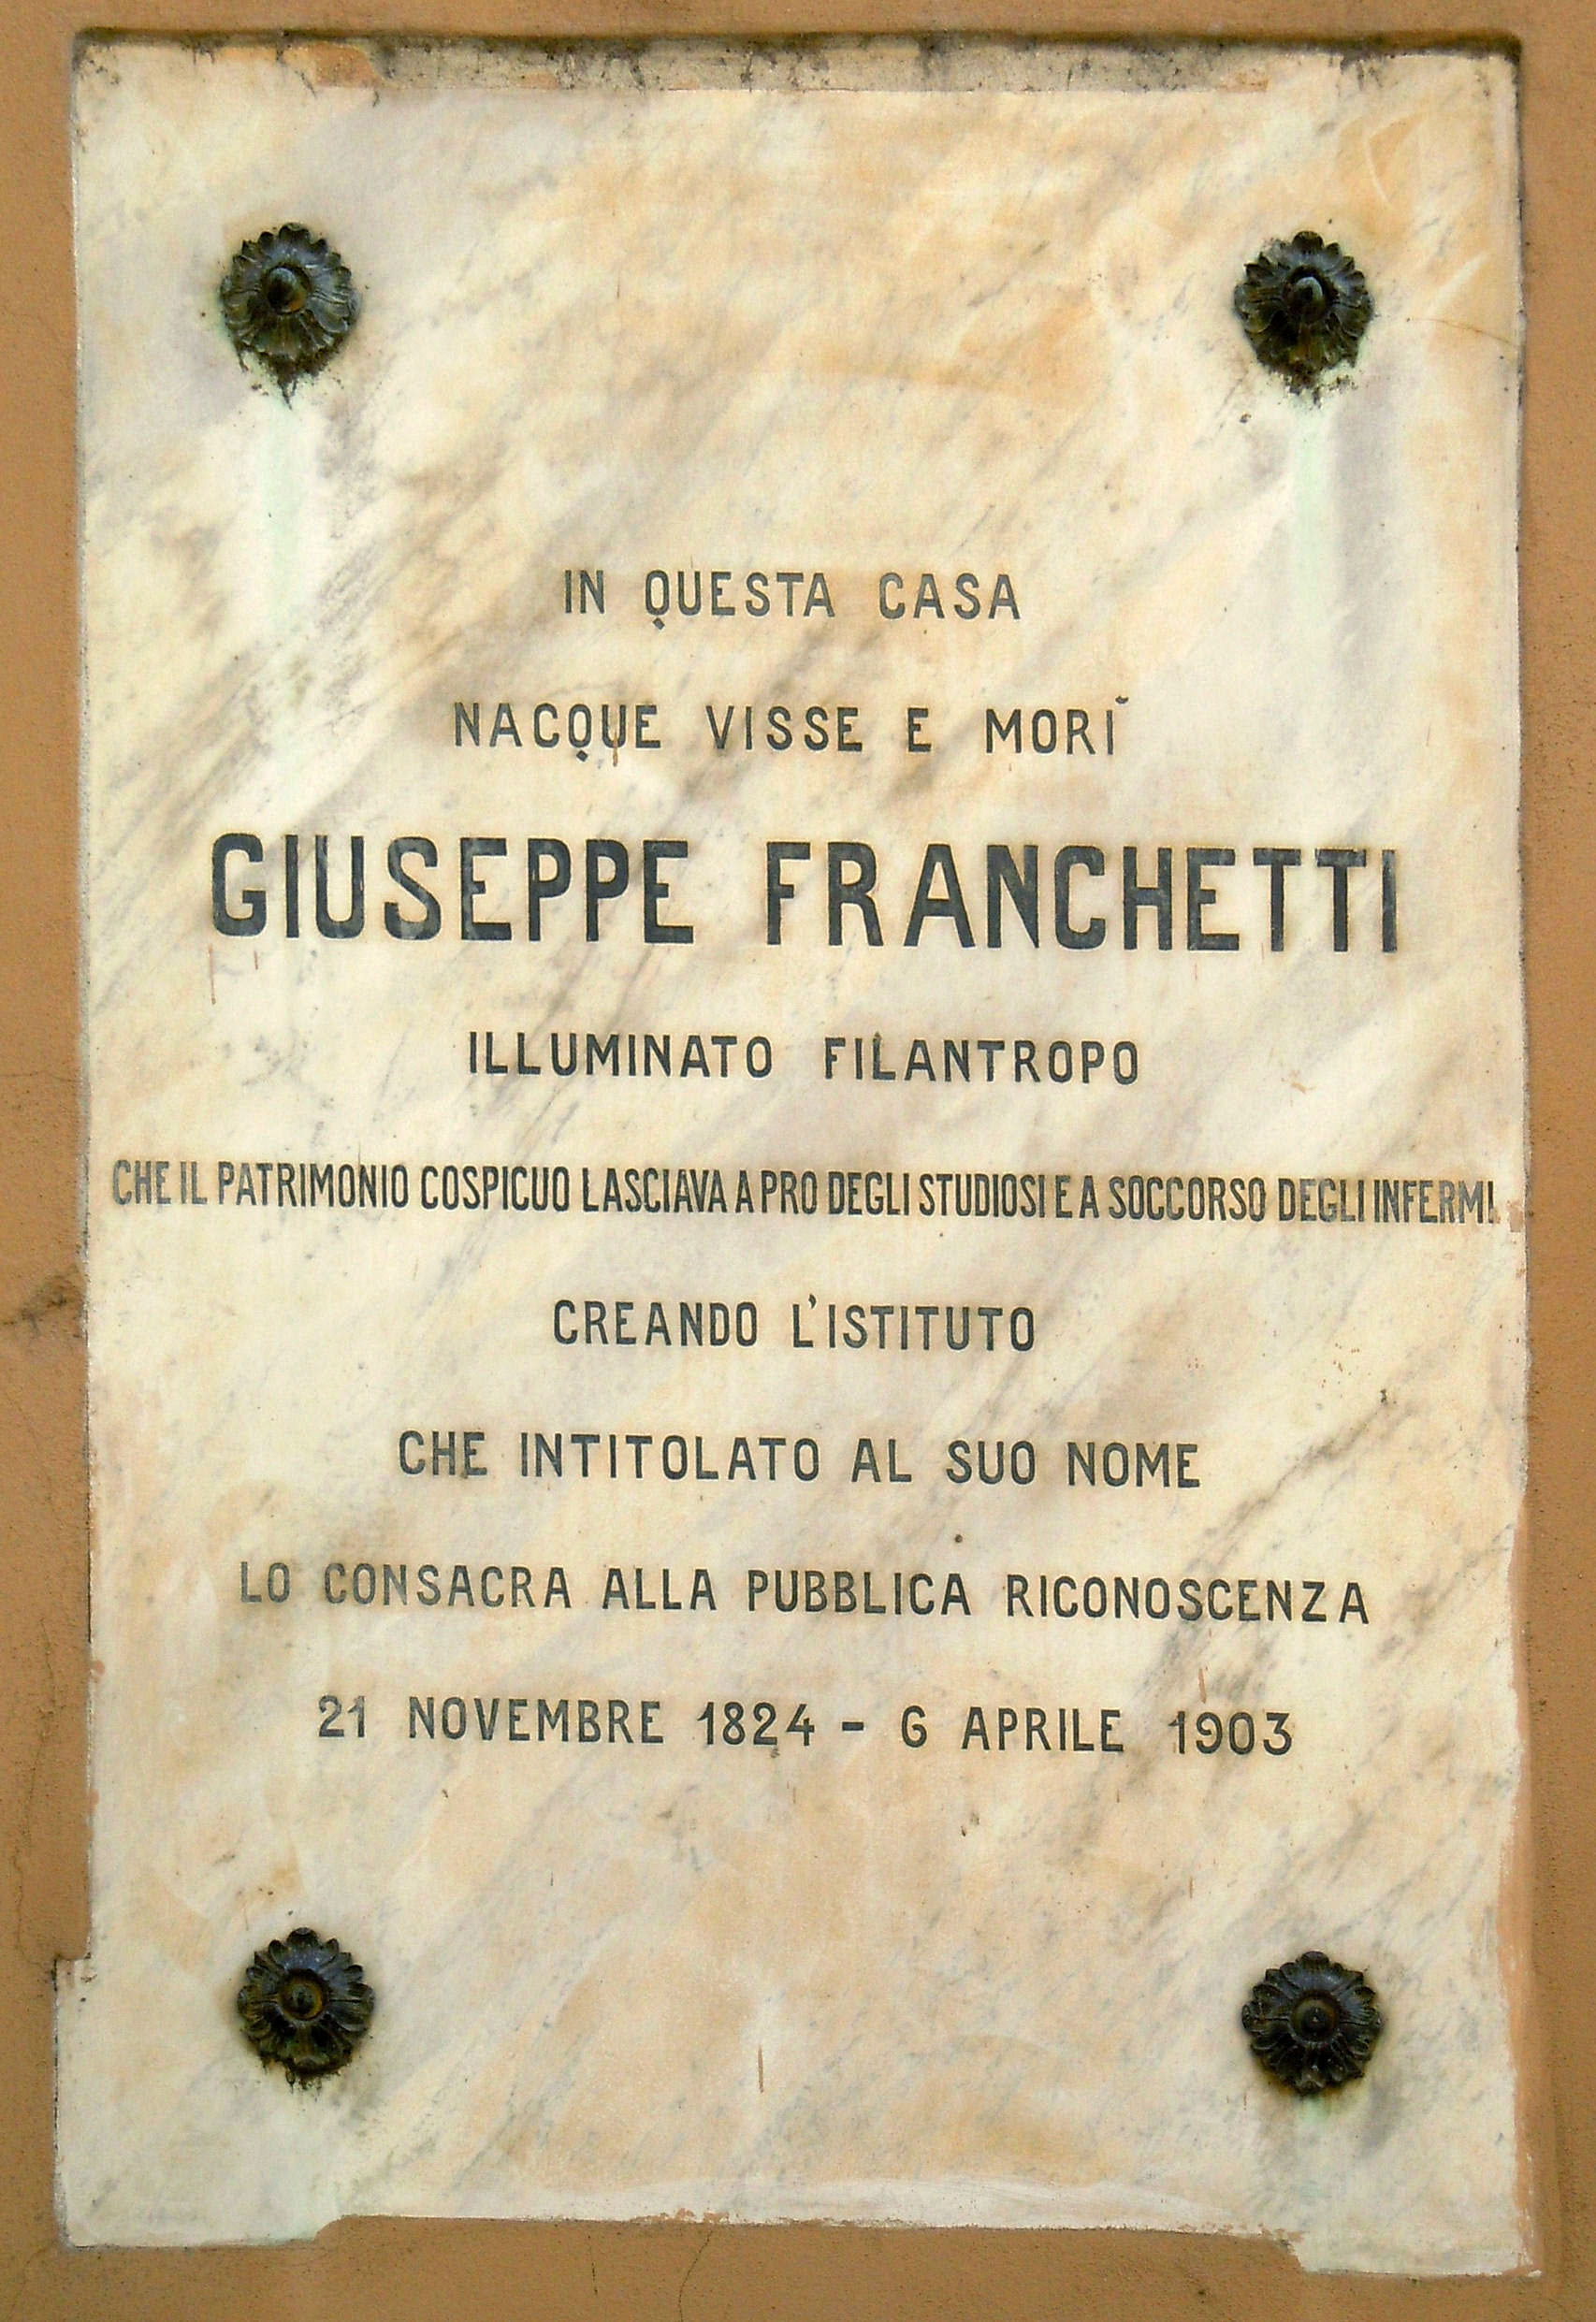 IN QUESTA CASA
NACQUE VISSE E MORÌ
GIUSEPPE FRANCHETTI
ILLUMINATO FILANTROPO
CHE IL PATRIMONIO COSPICUO LASCIAVA A PRO DEGLI STUDIOSI E A SOCCORSO DEGLI INFERMI
CREANDO L'ISTITUTO
CHE INTITOLATO AL SUO NOME
LO CONSACRA ALLA PUBBLICA RICONOSCENZA
21 NOVEMBRE 1824 - 6 APRILE 1903